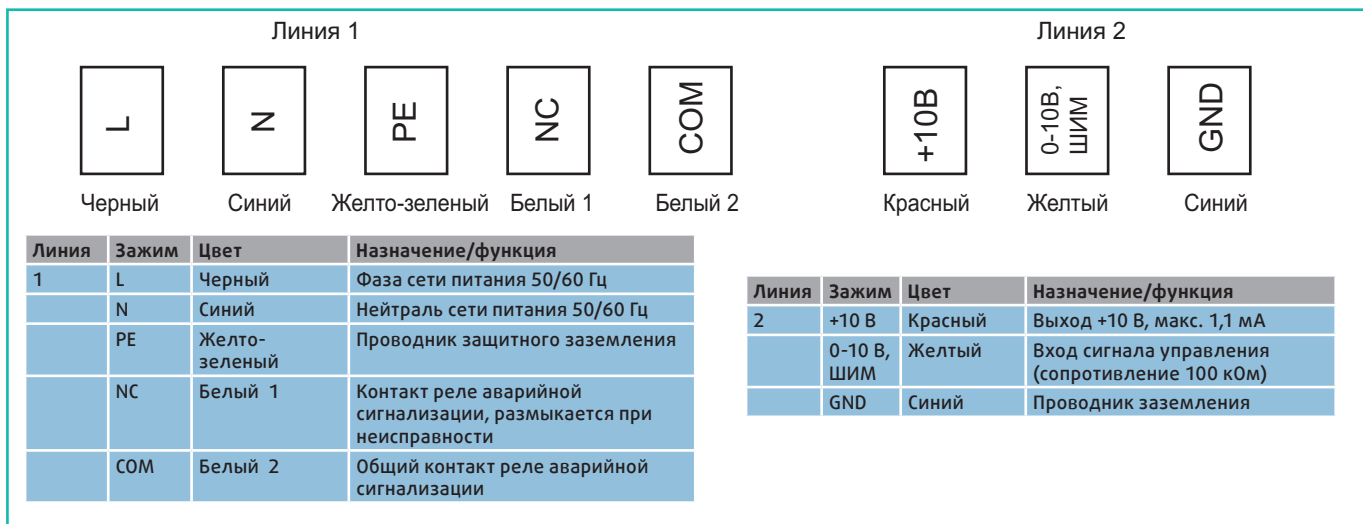 Линия 1
L
N
PE
NC
COM
Черный
Синий
Желто-зеленый
Белый 1
Белый 2
Линия 2
+10В
0-10В,
ШИМ
GND
Красный
Желтый
Синий
Линия Зажим Цвет Назначение/функция
1 L Черный Фаза сети питания 50/60 Гц
N Синий Нейтраль сети питания 50/60 Гц
PE Желто-
зеленый
Проводник защитного заземления
NC Белый 1 Контакт реле аварийной
сигнализации, размыкается при
неисправности
COM Белый 2 Общий контакт реле аварийной
сигнализации
Линия Зажим Цвет Назначение/функция
2 +10 В Красный Выход +10 В, макс. 1,1 мА
0-10 В,
ШИМ
Желтый
Вход сигнала управления
(сопротивление 100 кОм)
GND Синий Проводник заземления